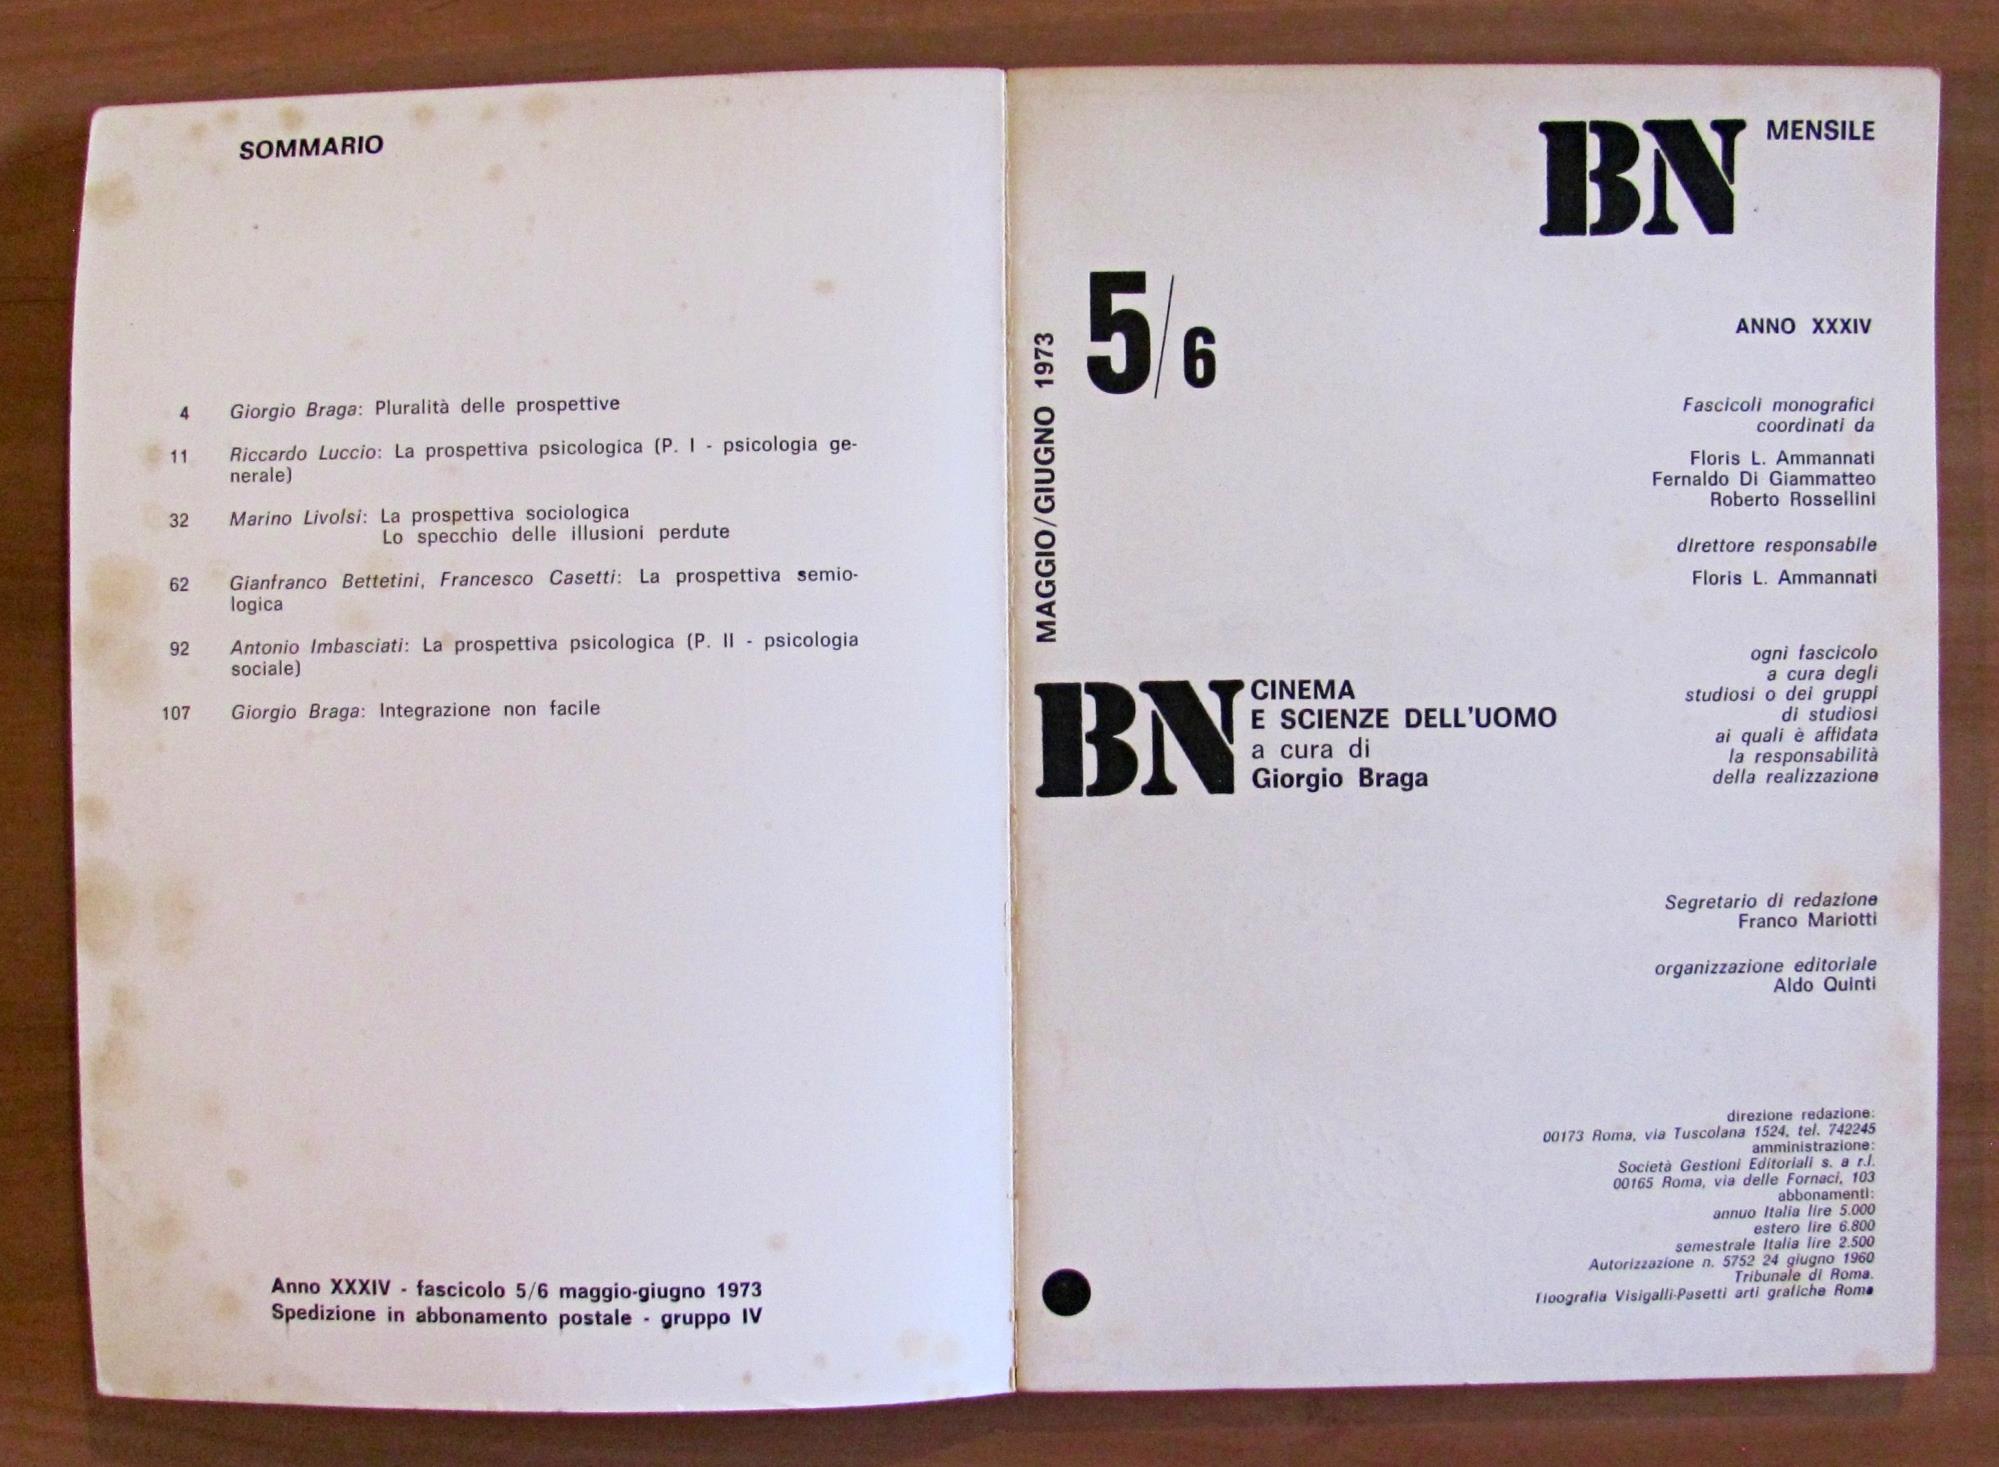 SOMMARIO
4 Giorgio Braga: Pluralità delle prospettive
11 Riccardo Luccio: La prospettiva psicologica (P. I - psicologia ge-
nerale)
32 Marino Livolsi: La prospettiva sociologica
Lo specchio delle illusioni perdute
62 Gianfranco Bettetini, Francesco Casetti: La prospettiva semio-
logica
92 Antonio Imbasciati: La prospettiva psicologica (P. II - psicologia
sociale)
107 Giorgio Braga: Integrazione non facile
Anno XXXIV - fascicolo 5/6 maggio-giugno 1973
Spedizione in abbonamento postale - gruppo IV
BN MENSILE
5/6
MAGGIO/GIUGNO 1973
ANNO XXXIV
Fascicoli monografici
coordinati da
Floris L. Ammannati
Fernaldo Di Giammatteo
Roberto Rossellini
direttore responsabile
Floris L. Ammannati
ogni fascicolo
a cura degli
studiosi o dei gruppi
di studiosi
ai quali è affidata
la responsabilità
della realizzazione
BN CINEMA
E SCIENZE DELL'UOMO
a cura di
Giorgio Braga
Segretario di redazione
Franco Mariotti
organizzazione editoriale
Aldo Quinti
direzione redazione:
00173 Roma, via Tuscolana 1524, tel. 742245
amministrazione:
Società Gestioni Editoriali s. a r.l.
00165 Roma, via delle Fornaci, 103
abbonamenti:
annuo Italia lire 5.000
estero lire 6.800
semestrale Italia lire 2.500
Autorizzazione n. 5752 24 giugno 1960
Tribunale di Roma.
Tipografia Visigalli-Pasetti arti grafiche Roma